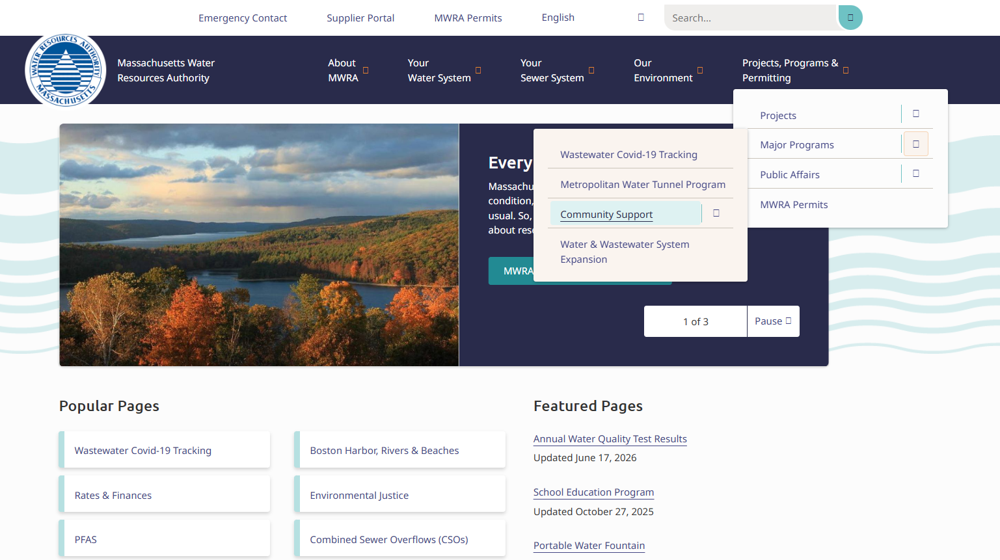 Emergency Contact
Supplier Portal
MWRA Permits
English
Search...
WATER RESOURCES AUTHORITY
MASSACHUSETTS
Massachusetts Water
Resources Authority
About
MWRA
Your
Water System
Your
Sewer System
Our
Environment
Projects, Programs &
Permitting
Projects
Major Programs
Public Affairs
MWRA Permits
Wastewater Covid-19 Tracking
Metropolitan Water Tunnel Program
Community Support
Water & Wastewater System
Expansion
Every
Massachu
condition,
usual. So,
about reso
MWRA
1 of 3
Pause
Popular Pages
Wastewater Covid-19 Tracking
Boston Harbor, Rivers & Beaches
Rates & Finances
Environmental Justice
PFAS
Combined Sewer Overflows (CSOs)
Featured Pages
Annual Water Quality Test Results
Updated June 17, 2026
School Education Program
Updated October 27, 2025
Portable Water Fountain